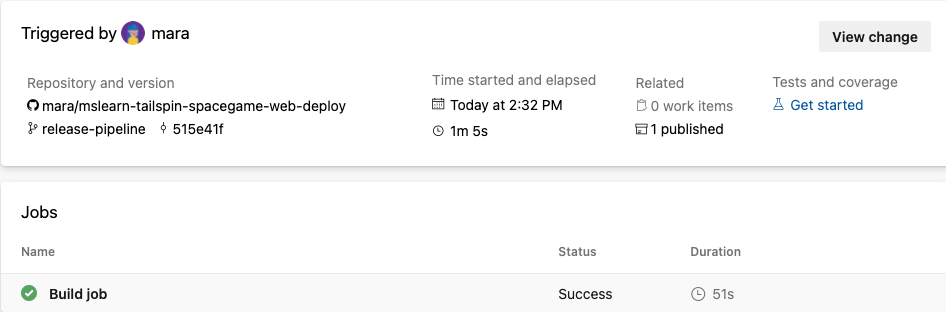 Triggered by mara
View change
Repository and version
mara/mslearn-tailspin-spacegame-web-deploy
release-pipeline 515e41f
Time started and elapsed
Today at 2:32 PM
1m 5s
Related
0 work items
1 published
Tests and coverage
Get started
Jobs
Name Status Duration
Build job Success 51s